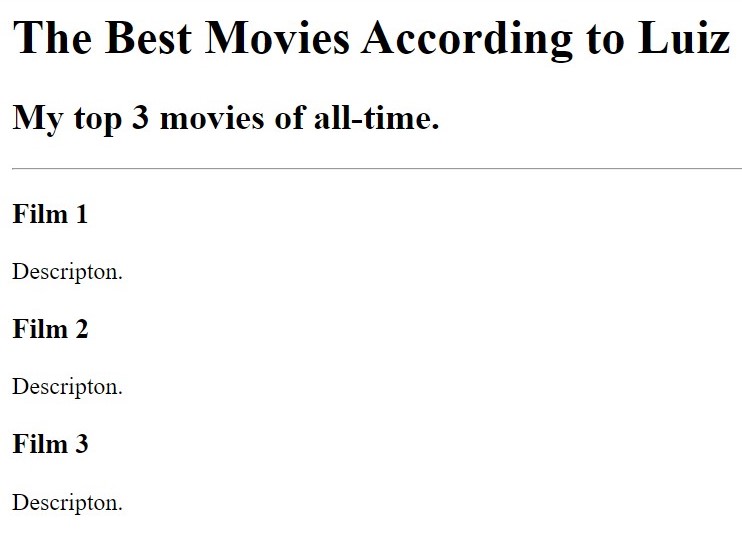 The Best Movies According to Luiz
My top 3 movies of all-time.
Film 1
Descripton.
Film 2
Descripton.
Film 3
Descripton.